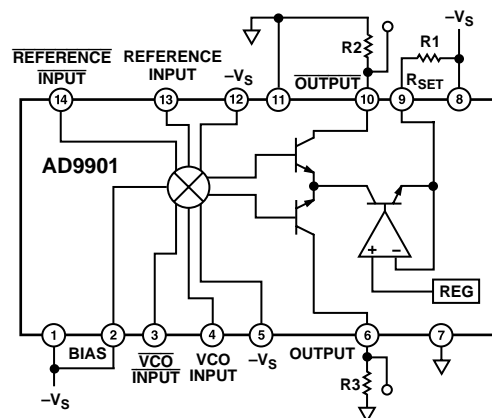 –VS
R2
R1
REFERENCE
INPUT
REFERENCE
INPUT
–VS
OUTPUT
RSET
14
13
12
11
10
9
8
AD9901
+
–
REG
1
2
3
4
5
6
7
BIAS
VCO
INPUT
VCO
INPUT
–VS
OUTPUT
–VS
R3